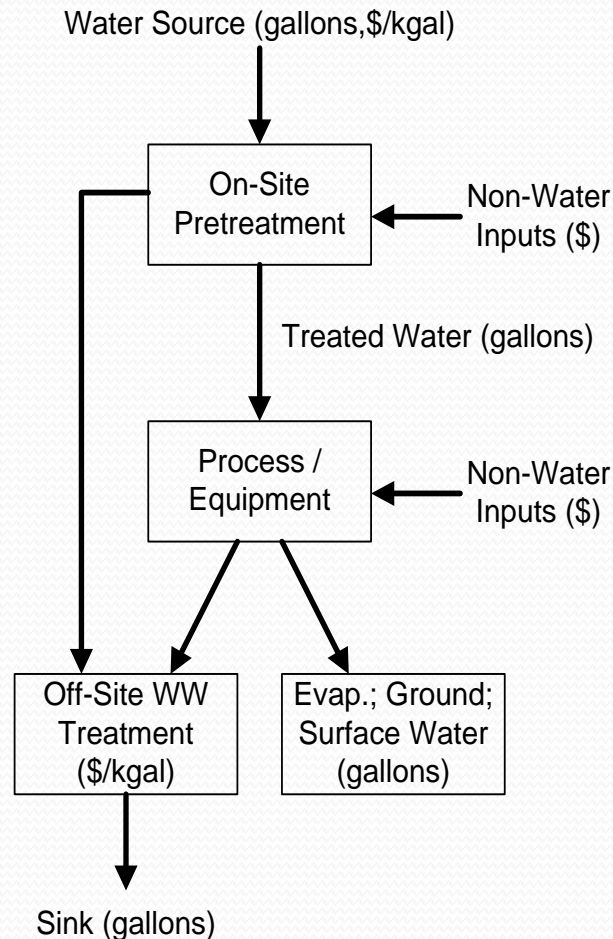 Water Source (gallons,$/kgal)
On-Site
Pretreatment
Non-Water
Inputs ($)
Treated Water (gallons)
Process /
Equipment
Non-Water
Inputs ($)
Off-Site WW
Treatment
($/kgal)
Evap.; Ground;
Surface Water
(gallons)
Sink (gallons)